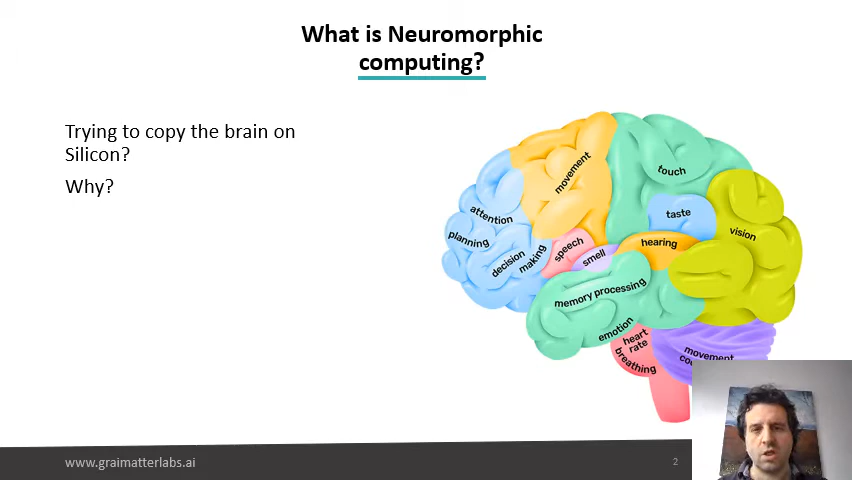 What is Neuromorphic
computing?
Trying to copy the brain on
Silicon?
Why?
movement
touch
attention
taste
planning
decision
making
speech
smell
hearing
vision
memory processing
emotion
heart
rate
breathing
movement
www.graimatterlabs.ai
2